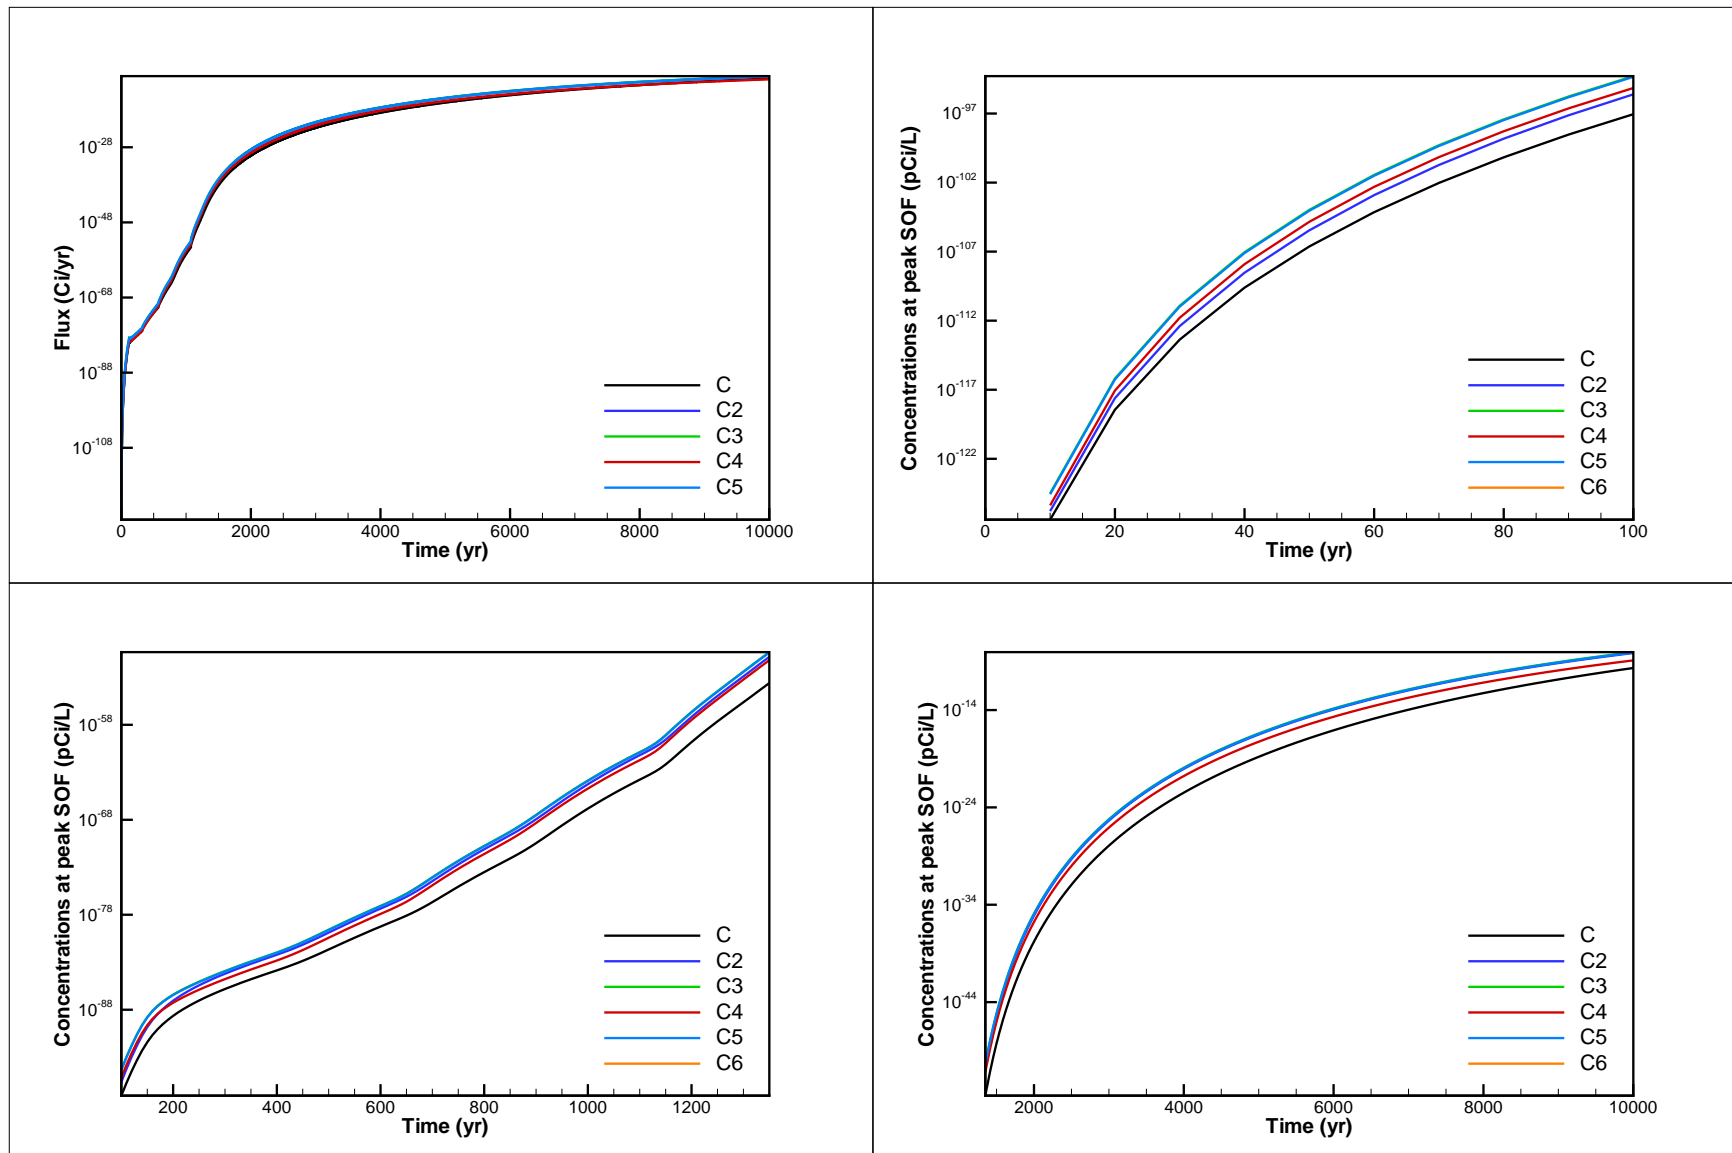 Flux (Ci/yr)
10^-28
10^-48
10^-68
10^-88
10^-108
C
C2
C3
C4
C5
0 2000 4000 6000 8000 10000
Time (yr)
Concentrations at peak SOF (pCi/L)
10^-97
10^-102
10^-107
10^-112
10^-117
10^-122
C
C2
C3
C4
C5
C6
0 20 40 60 80 100
Time (yr)
Concentrations at peak SOF (pCi/L)
10^-58
10^-68
10^-78
10^-88
C
C2
C3
C4
C5
C6
200 400 600 800 1000 1200
Time (yr)
Concentrations at peak SOF (pCi/L)
10^-14
10^-24
10^-34
10^-44
C
C2
C3
C4
C5
C6
2000 4000 6000 8000 10000
Time (yr)